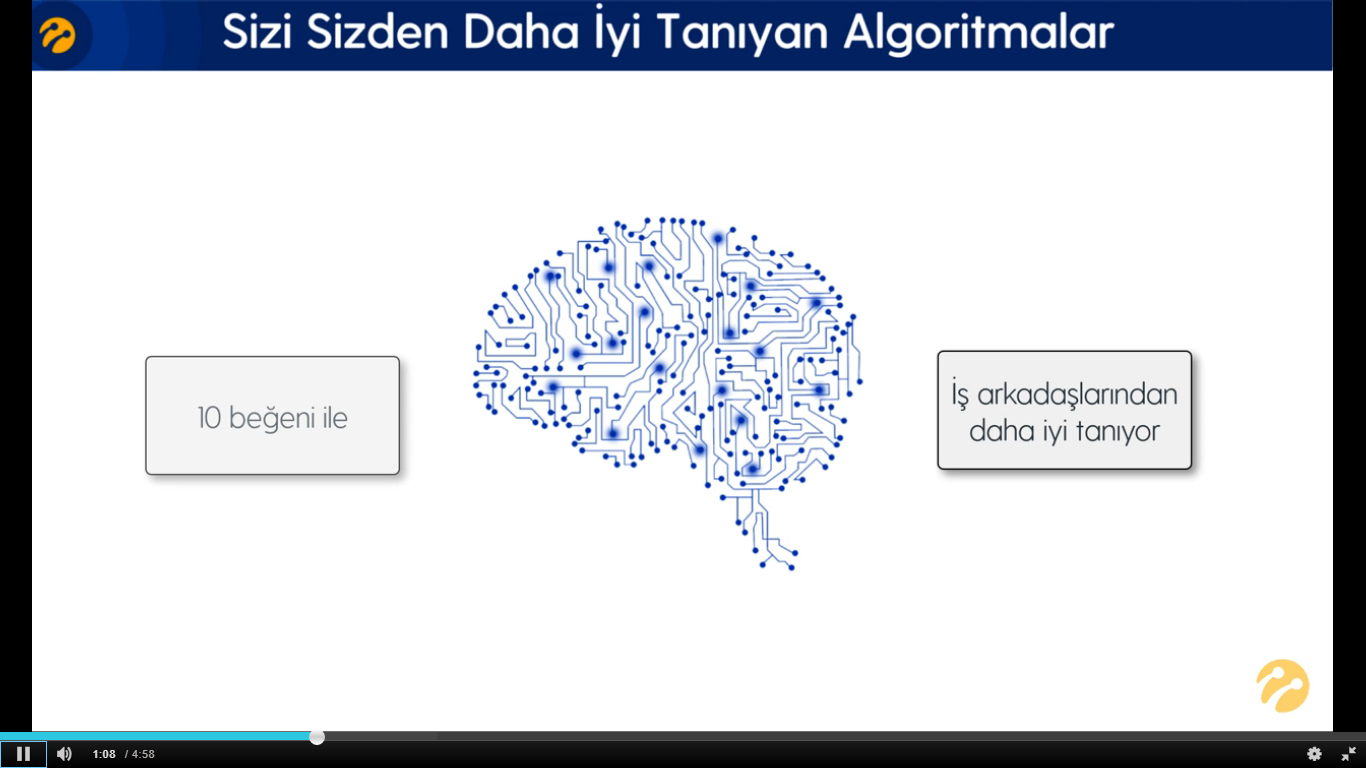 Sizi Sizden Daha İyi Tanıyan Algoritmalar
10 beğeni ile
İş arkadaşlarından
daha iyi tanıyor
1:08 / 4:58